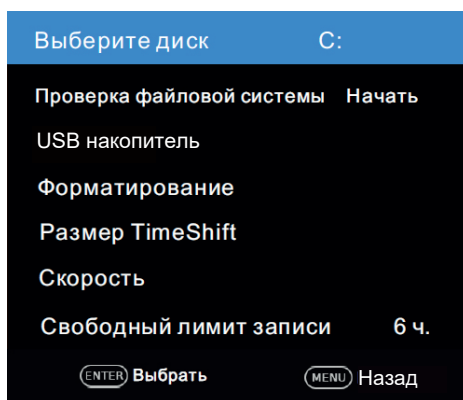 Выберите диск C:
Проверка файловой системы Начать
USB накопитель
Форматирование
Размер TimeShift
Скорость
Свободный лимит записи 6 ч.
ENTER Выбрать MENU Назад